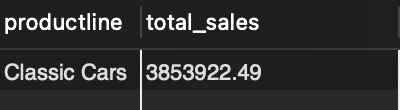 productline total_sales
Classic Cars 3853922.49